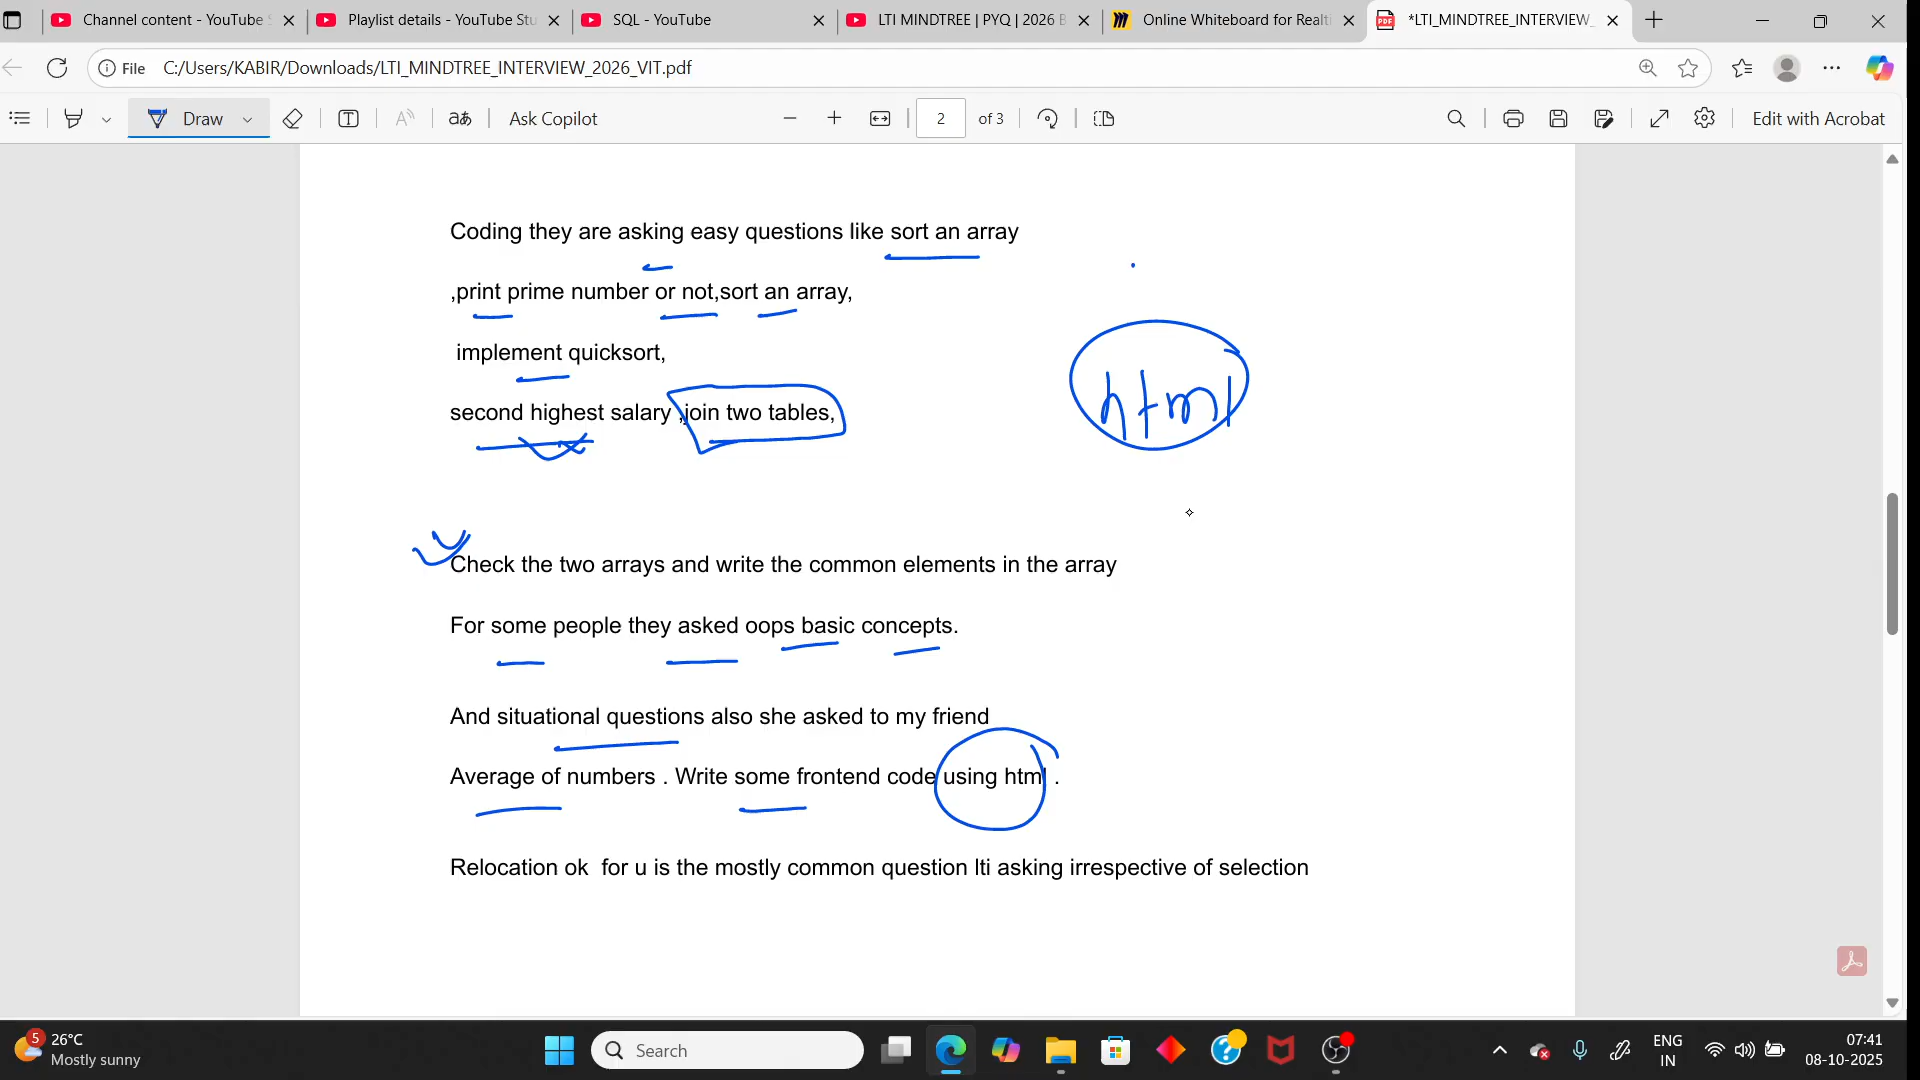 Channel content - YouTube S
Playlist details - YouTube Stu
SQL - YouTube
LTI MINDTREE | PYQ | 2026 B
Online Whiteboard for Realti
*LTI_MINDTREE_INTERVIEW_
File C:/Users/KABIR/Downloads/LTI_MINDTREE_INTERVIEW_2026_VIT.pdf
Draw
Ask Copilot
2 of 3
Edit with Acrobat
Coding they are asking easy questions like sort an array
,print prime number or not,sort an array,
implement quicksort,
second highest salary ,join two tables,
html
Check the two arrays and write the common elements in the array
For some people they asked oops basic concepts.
And situational questions also she asked to my friend
Average of numbers . Write some frontend code using html .
Relocation ok for u is the mostly common question lti asking irrespective of selection
5
26°C
Mostly sunny
Search
ENG
IN
07:41
08-10-2025